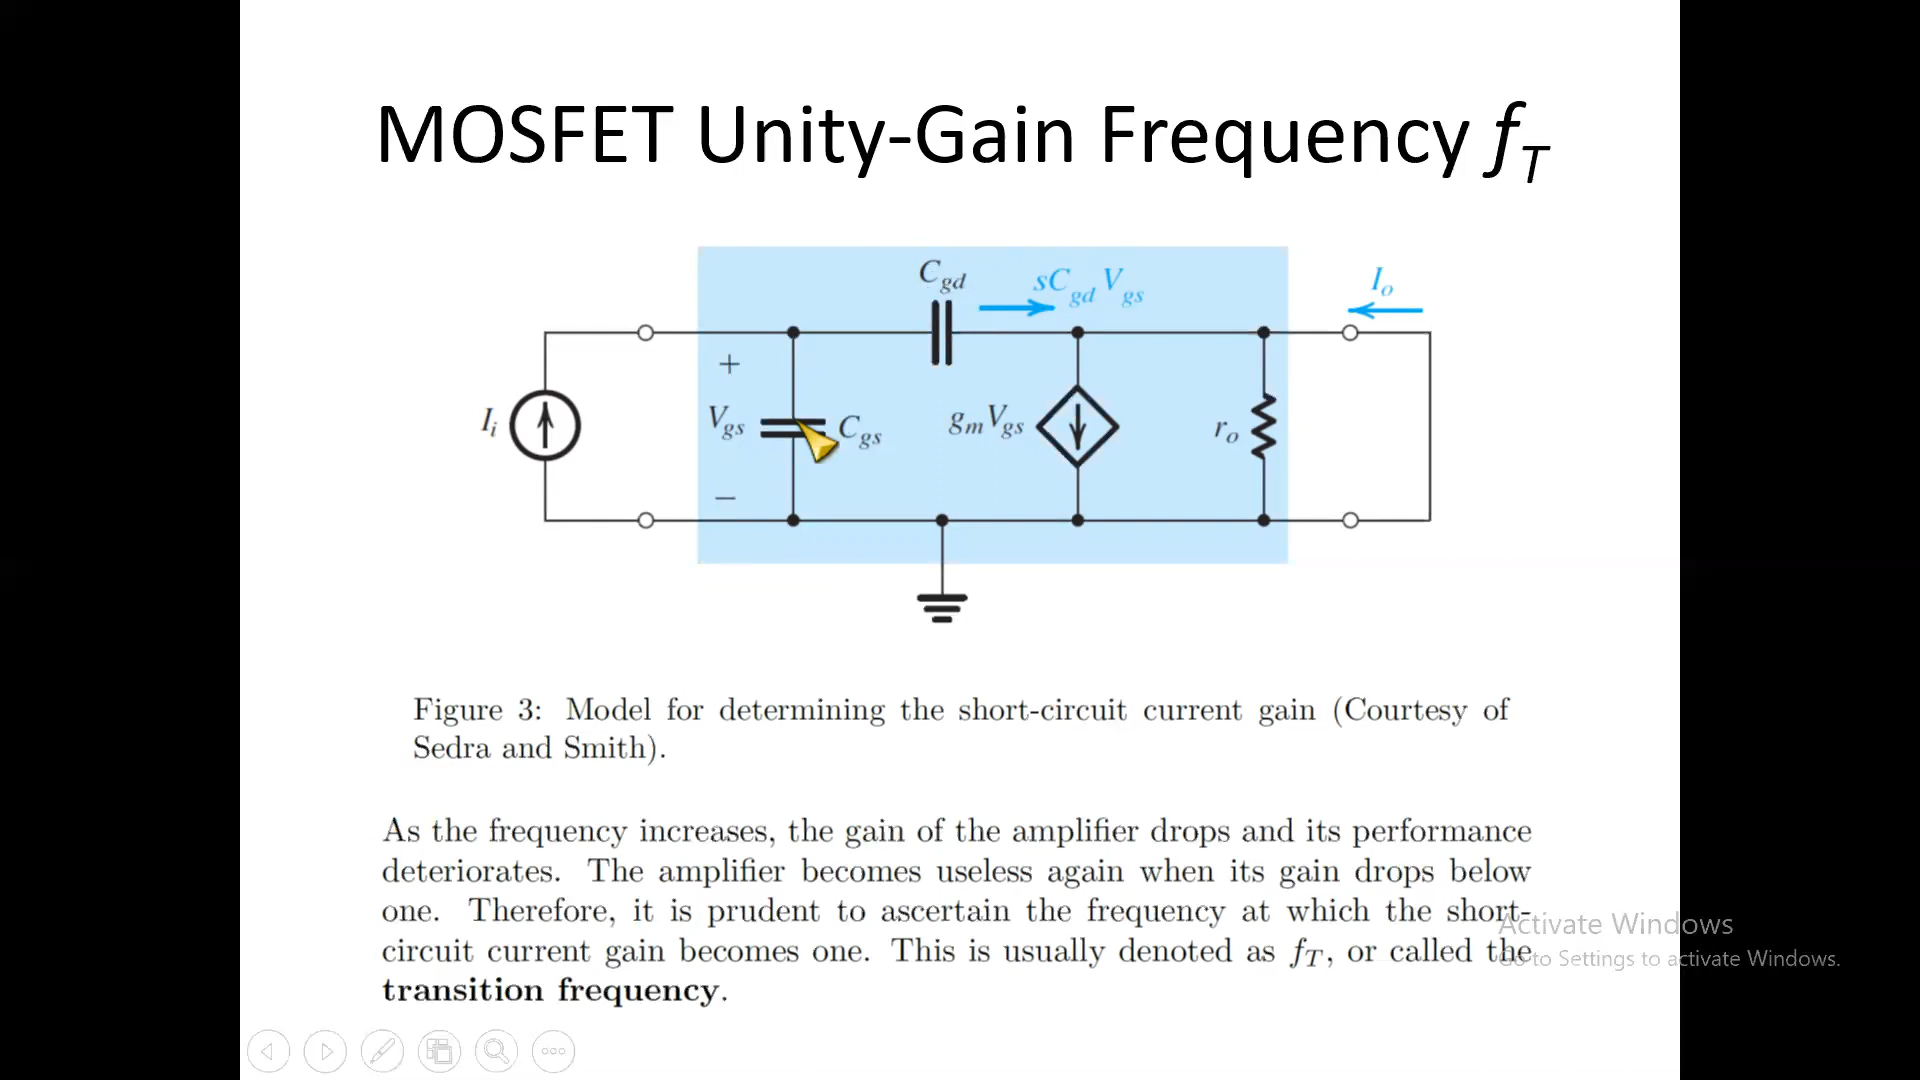 MOSFET Unity-Gain Frequency f_T
C_gd
sC_gd V_gs
I_o
+
I_i
V_gs
C_gs
g_m V_gs
r_o
−
Figure 3: Model for determining the short-circuit current gain (Courtesy of
Sedra and Smith).
As the frequency increases, the gain of the amplifier drops and its performance
deteriorates. The amplifier becomes useless again when its gain drops below
one. Therefore, it is prudent to ascertain the frequency at which the short-
circuit current gain becomes one. This is usually denoted as f_T, or called the
transition frequency.
Activate Windows
Go to Settings to activate Windows.